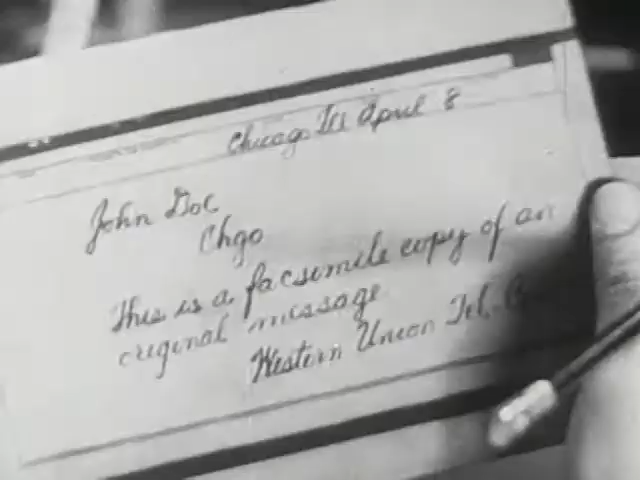 Chicago Ill April 8
John Doe
Chgo
This is a facsimile copy of an
original message
Western Union Tel.